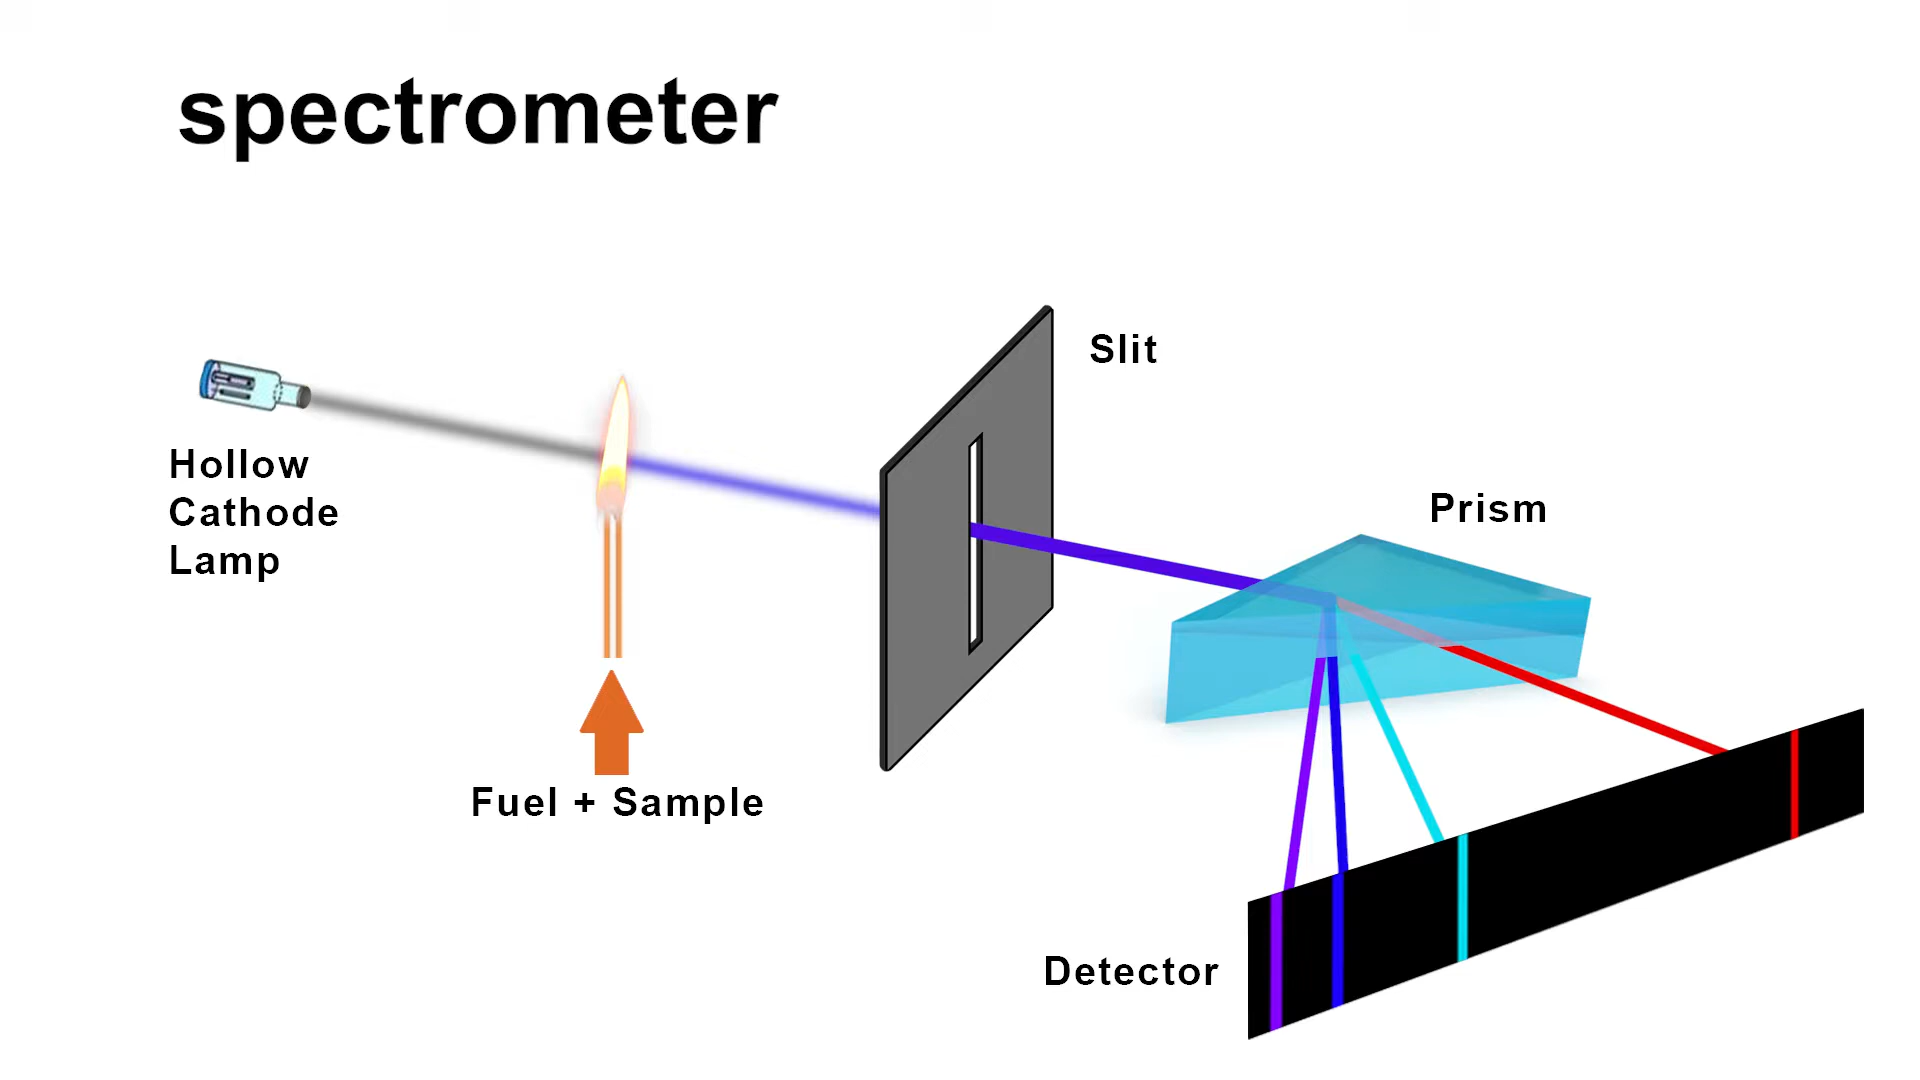 spectrometer
Slit
Hollow
Cathode
Lamp
Prism
Fuel + Sample
Detector